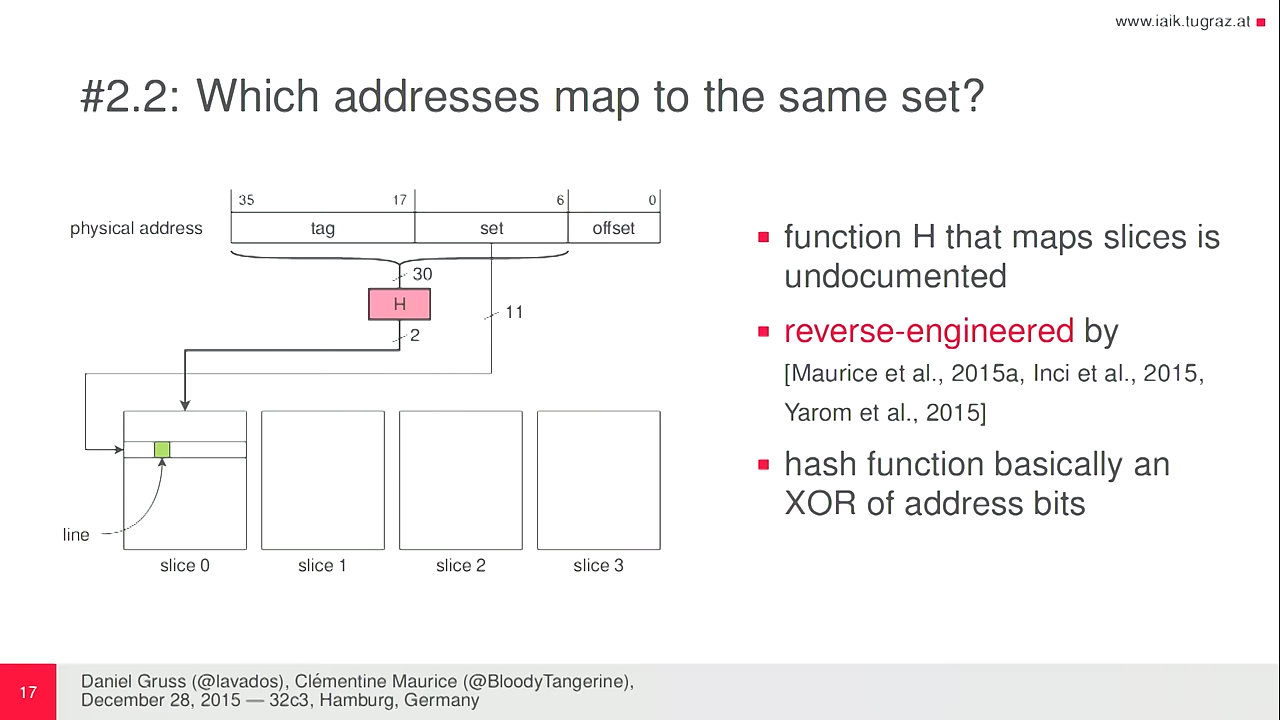 www.iaik.tugraz.at
#2.2: Which addresses map to the same set?
35 17 6 0
physical address tag set offset
30
H
11
2
line
slice 0 slice 1 slice 2 slice 3
function H that maps slices is
undocumented
reverse-engineered by
[Maurice et al., 2015a, Inci et al., 2015,
Yarom et al., 2015]
hash function basically an
XOR of address bits
17
Daniel Gruss (@lavados), Clémentine Maurice (@BloodyTangerine),
December 28, 2015 — 32c3, Hamburg, Germany